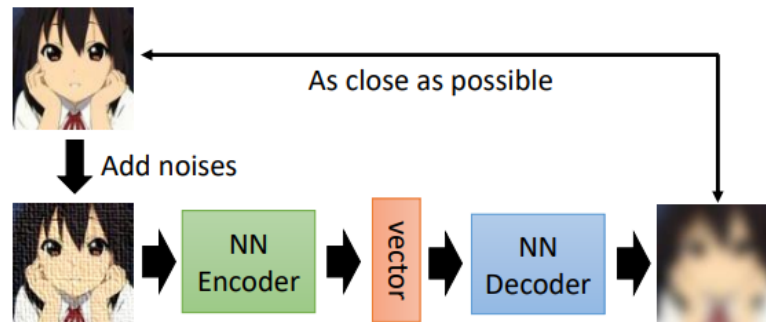 As close as possible
Add noises
NN
Encoder
vector
NN
Decoder